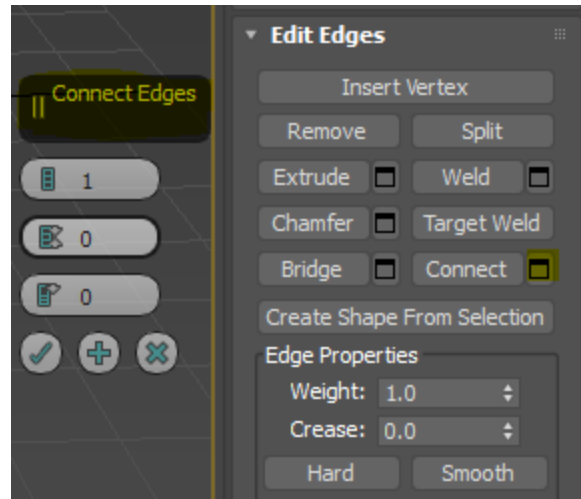 Connect Edges
1
0
0
Edit Edges
Insert Vertex
Remove Split
Extrude Weld
Chamfer Target Weld
Bridge Connect
Create Shape From Selection
Edge Properties
Weight: 1.0
Crease: 0.0
Hard Smooth